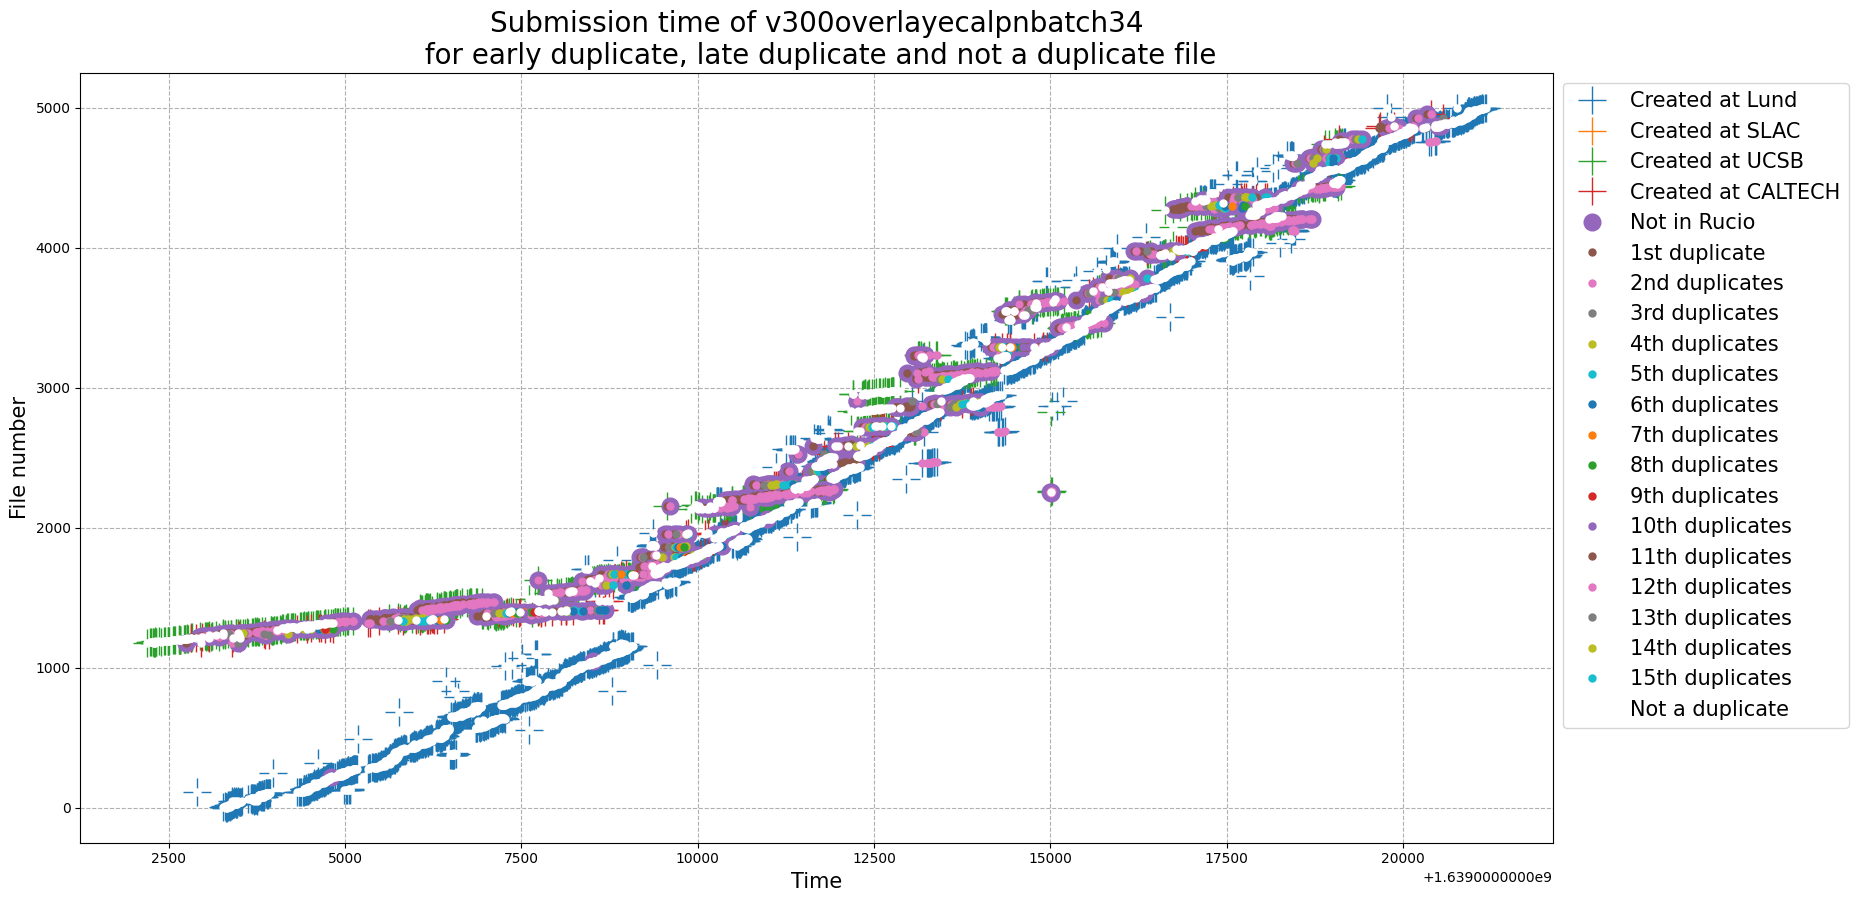 Submission time of v300overlayecalpnbatch34
for early duplicate, late duplicate and not a duplicate file
File number
5000
4000
3000
2000
1000
0
2500
5000
7500
10000
12500
15000
17500
20000
+1.6390000000e9
Time
Created at Lund
Created at SLAC
Created at UCSB
Created at CALTECH
Not in Rucio
1st duplicate
2nd duplicates
3rd duplicates
4th duplicates
5th duplicates
6th duplicates
7th duplicates
8th duplicates
9th duplicates
10th duplicates
11th duplicates
12th duplicates
13th duplicates
14th duplicates
15th duplicates
Not a duplicate